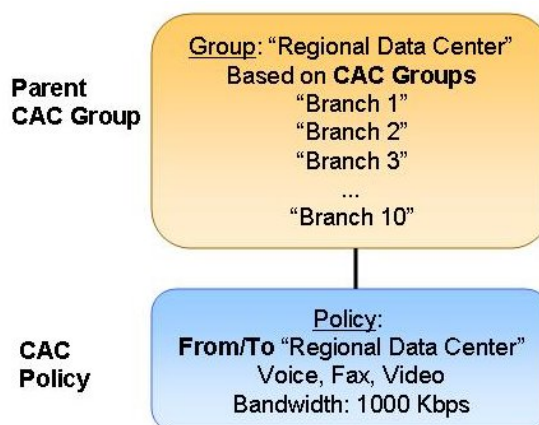 Parent
CAC Group
Group: “Regional Data Center”
Based on CAC Groups
“Branch 1”
“Branch 2”
“Branch 3”
...
“Branch 10”
CAC
Policy
Policy:
From/To “Regional Data Center”
Voice, Fax, Video
Bandwidth: 1000 Kbps